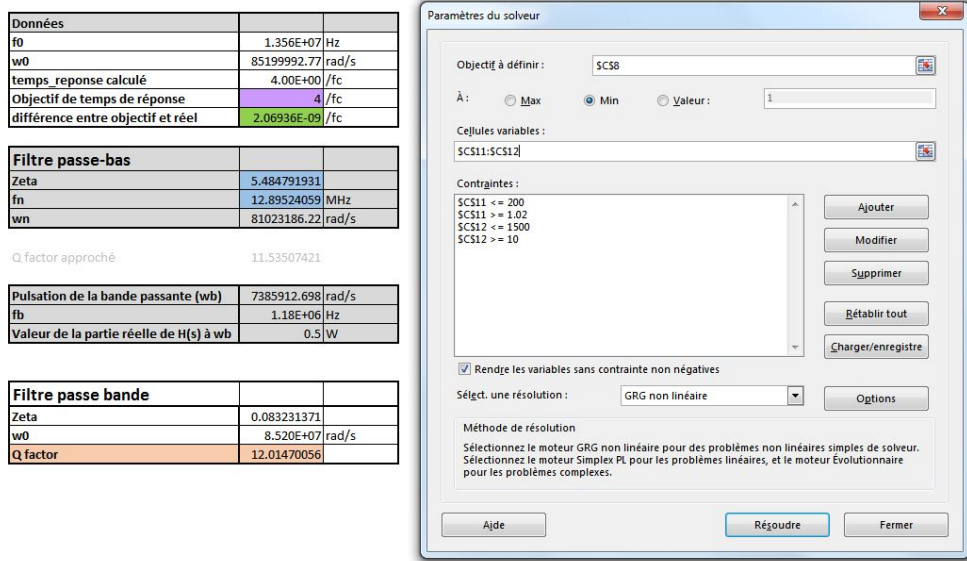 Données
f0 1.356E+07 Hz
w0 85199992.77 rad/s
temps_reponse calculé 4.00E+00 /fc
Objectif de temps de réponse 4 /fc
différence entre objectif et réel 2.06936E-09 /fc
Filtre passe-bas
Zeta 5.484791931
fn 12.89524059 MHz
wn 81023186.22 rad/s
Q factor approché 11.53507421
Pulsation de la bande passante (wb) 7385912.698 rad/s
fb 1.18E+06 Hz
Valeur de la partie réelle de H(s) à wb 0.5 W
Filtre passe bande
Zeta 0.083231371
w0 8.520E+07 rad/s
Q factor 12.01470056
Paramètres du solveur
Objectif à définir : $C$8
À : Max Min Valeur : 1
Cellules variables :
$C$11:$C$12
Contraintes :
$C$11 <= 200
$C$11 >= 1.02
$C$12 <= 1500
$C$12 >= 10
Ajouter
Modifier
Supprimer
Rétablir tout
Charger/enregistre
Rendre les variables sans contrainte non négatives
Sélect. une résolution : GRG non linéaire Options
Méthode de résolution
Sélectionnez le moteur GRG non linéaire pour des problèmes non linéaires simples de solveur.
Sélectionnez le moteur Simplex PL pour les problèmes linéaires, et le moteur Évolutionnaire
pour les problèmes complexes.
Aide Résoudre Fermer